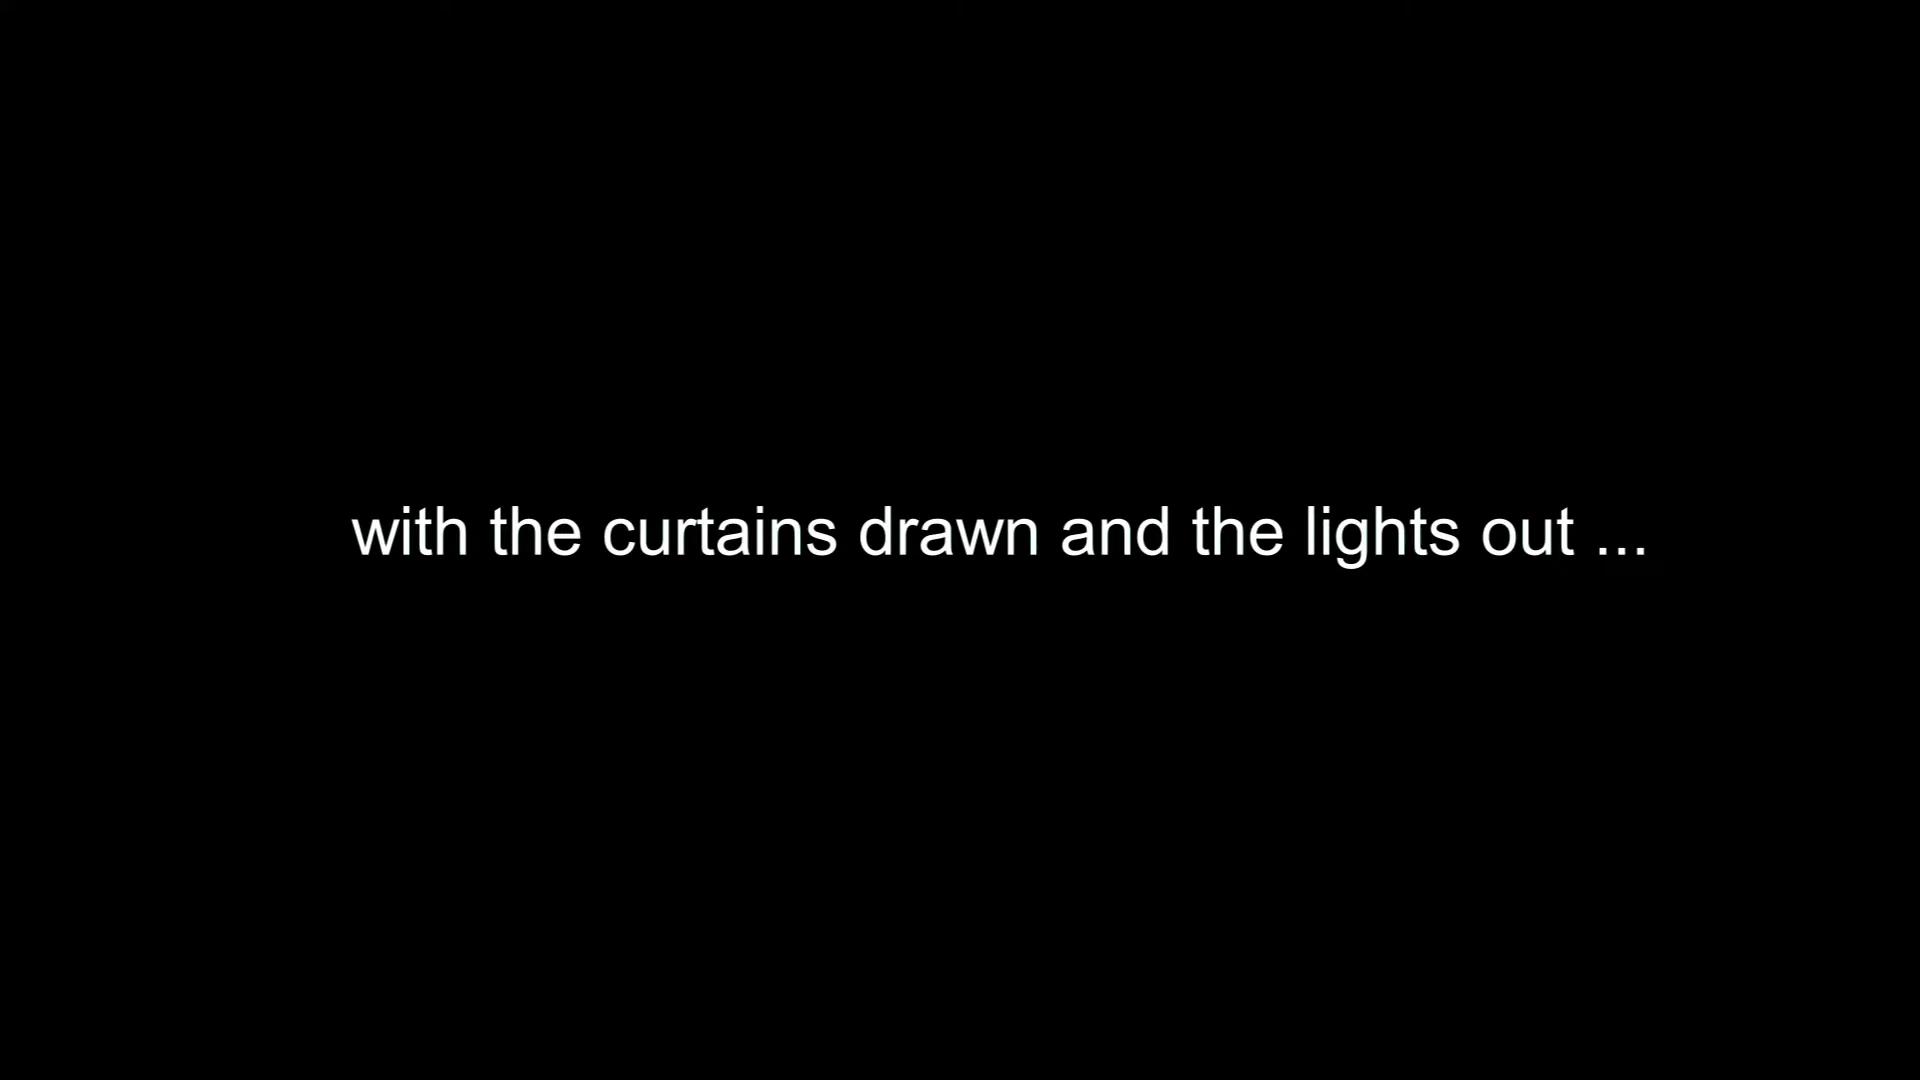 with the curtains drawn and the lights out ...